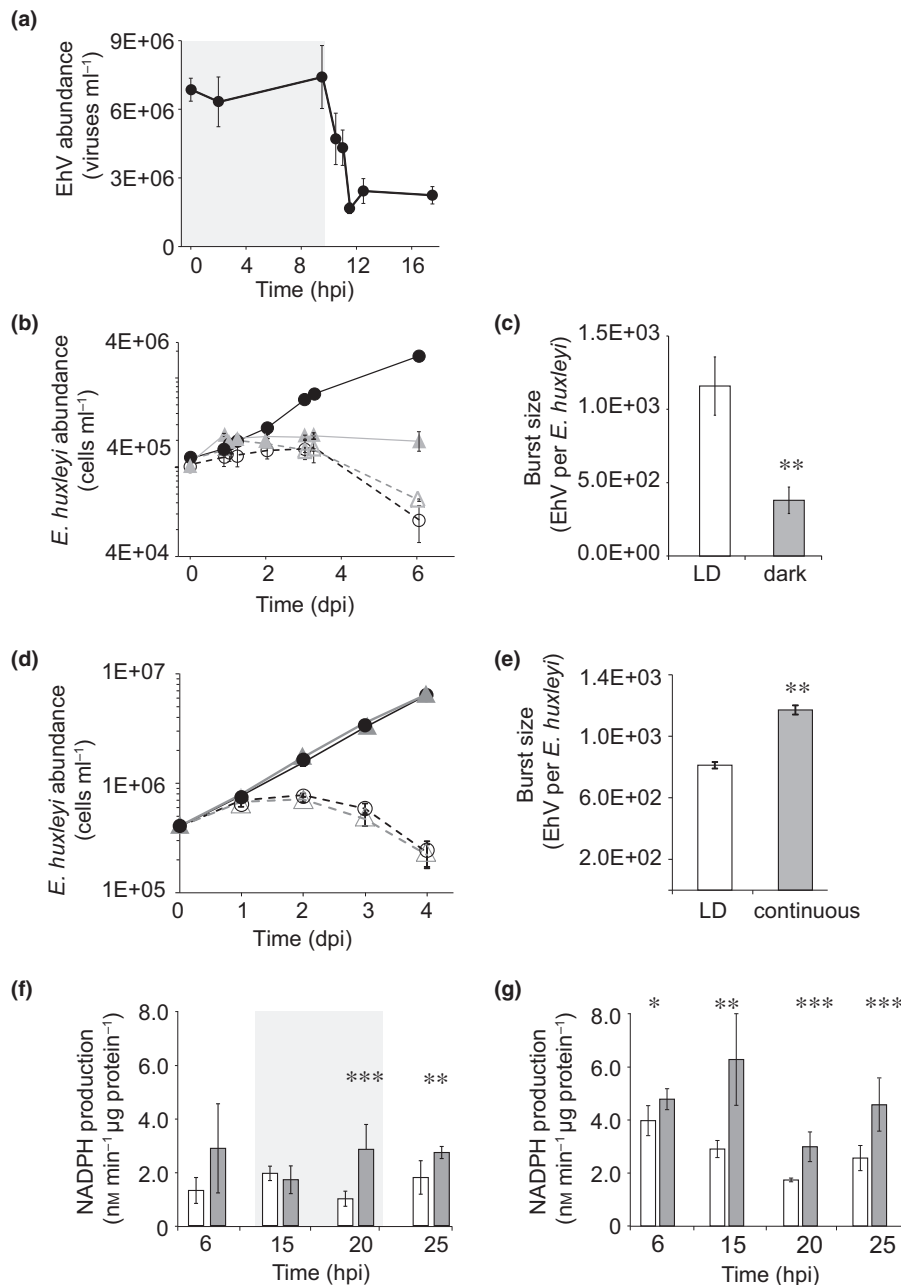 (a)
9E+06
6E+06
3E+06
0
EhV abundance
(viruses ml⁻¹)
0 4 8 12 16
Time (hpi)
(b)
4E+06
4E+05
4E+04
E. huxleyi abundance
(cells ml⁻¹)
0 2 4 6
Time (dpi)
(c)
1.5E+03
1.0E+03
5.0E+02
0.0E+00
Burst size
(EhV per E. huxleyi)
**
LD dark
(d)
1E+07
1E+06
1E+05
E. huxleyi abundance
(cells ml⁻¹)
0 1 2 3 4
Time (dpi)
(e)
1.4E+03
1.0E+03
6.0E+02
2.0E+02
Burst size
(EhV per E. huxleyi)
**
LD continuous
(f)
8.0
6.0
4.0
2.0
0
NADPH production
(nM min⁻¹ µg protein⁻¹)
*** **
6 15 20 25
Time (hpi)
(g)
8.0
6.0
4.0
2.0
0
NADPH production
(nM min⁻¹ µg protein⁻¹)
* ** *** ***
6 15 20 25
Time (hpi)